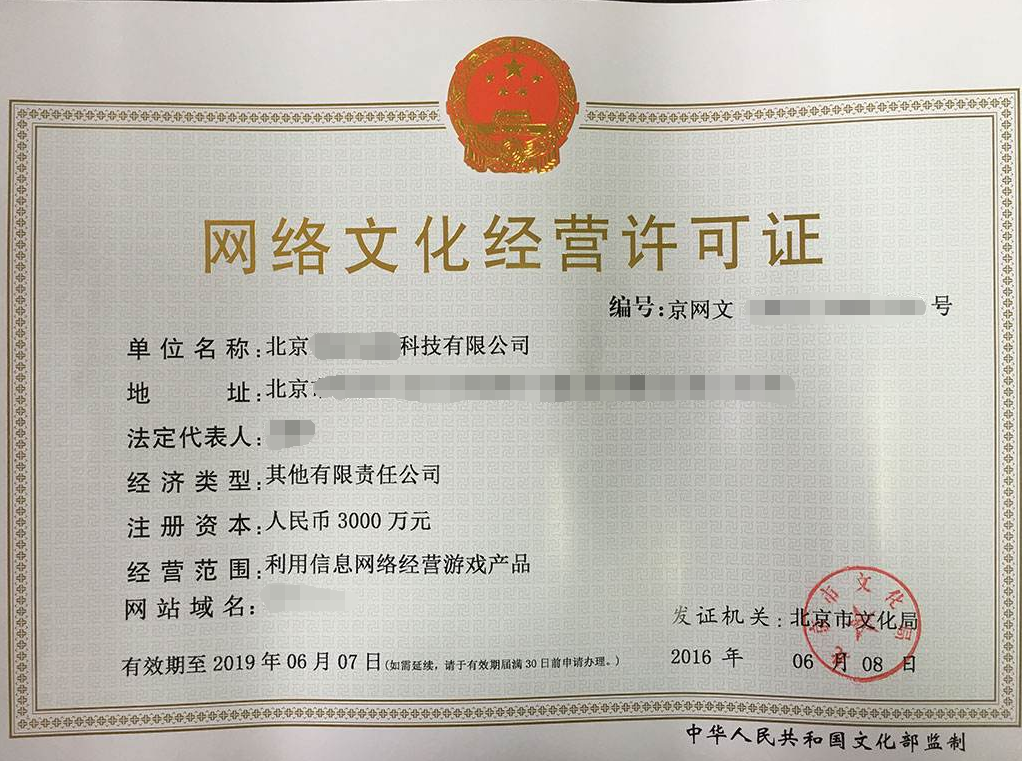 网络文化经营许可证
编号:京网文 号
单位名称:北京 科技有限公司
地址:北京
法定代表人:
经济类型:其他有限责任公司
注册资本:人民币3000万元
经营范围:利用信息网络经营游戏产品
网站域名:
发证机关:北京市文化局
有效期至2019年06月07日(如需延续,请于有效期届满30日前申请办理。)
2016年 06月08日
中华人民共和国文化部监制